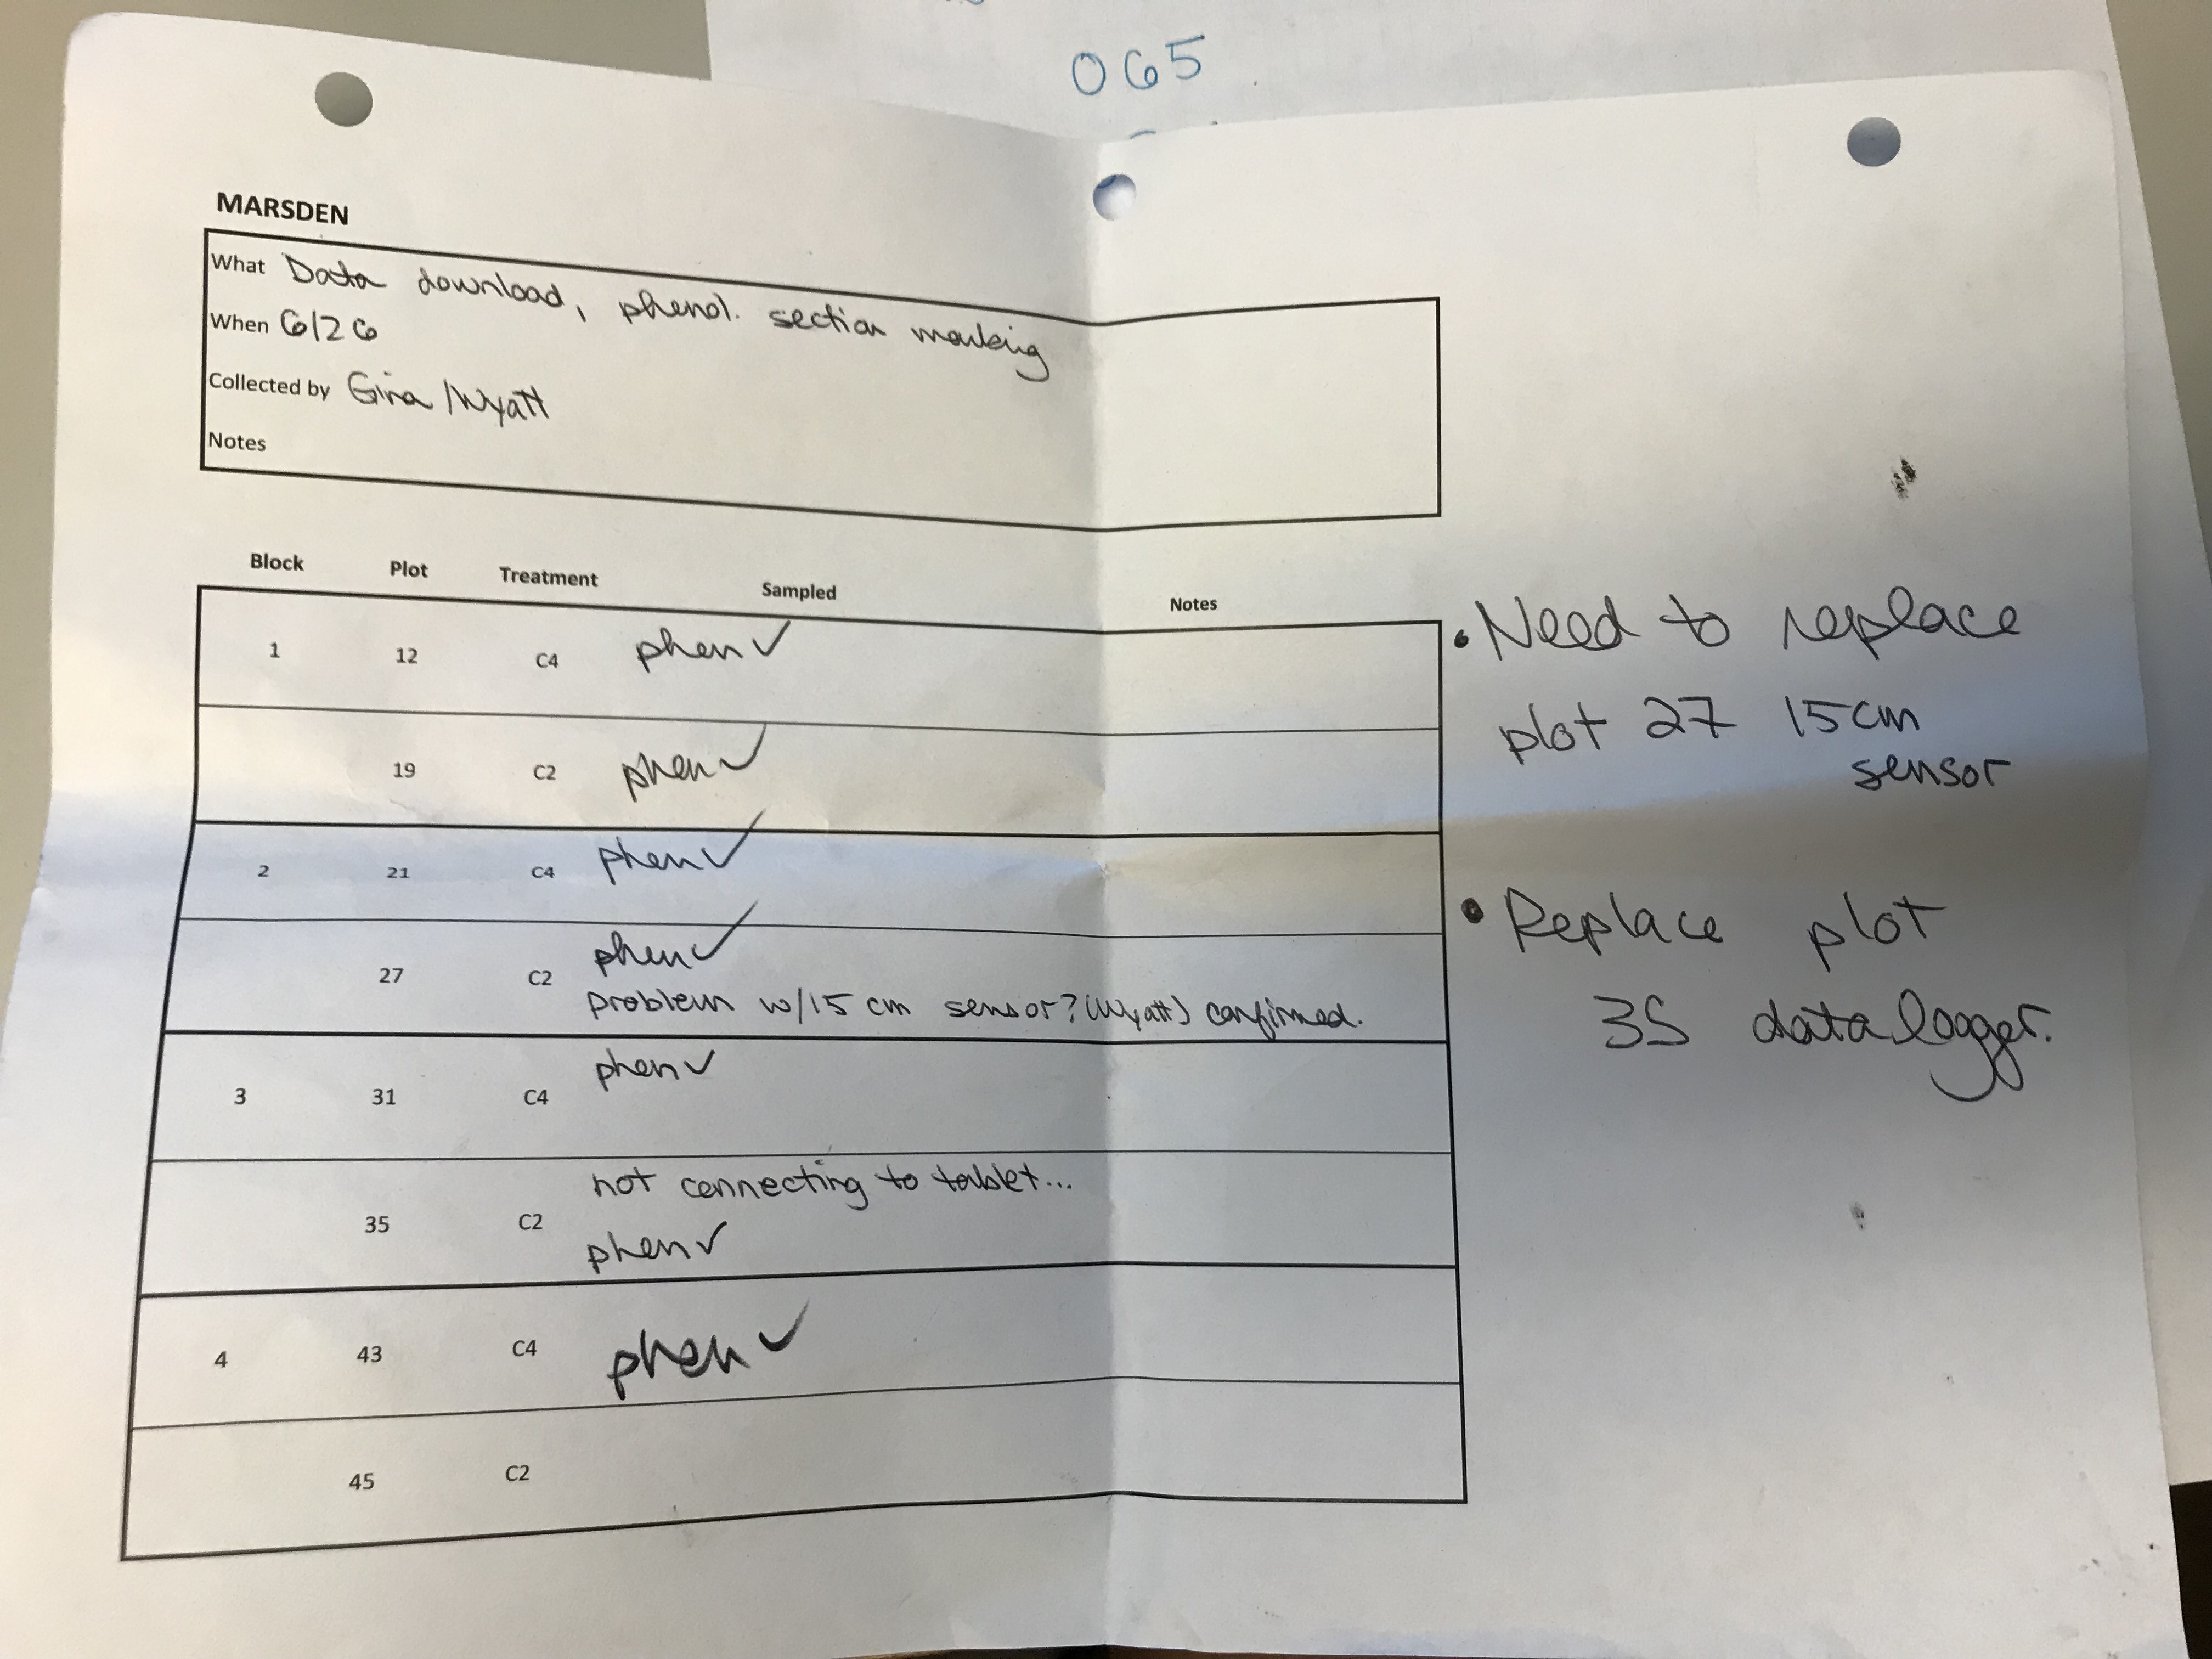 065
MARSDEN
What Data download, phenol. section marking
When 6/26
Collected by Gina/Wyatt
Notes
Block Plot Treatment Sampled Notes
1 12 C4 phen ✓
19 C2 phen ✓
2 21 C4 phen ✓
27 C2 phen ✓
problem w/15 cm sensor? (Wyatt) confirmed.
3 31 C4 phen ✓
not connecting to tablet...
35 C2
phen ✓
4 43 C4 phen ✓
45 C2
• Need to replace
plot 27 15cm
sensor
• Replace plot
35 datalogger.